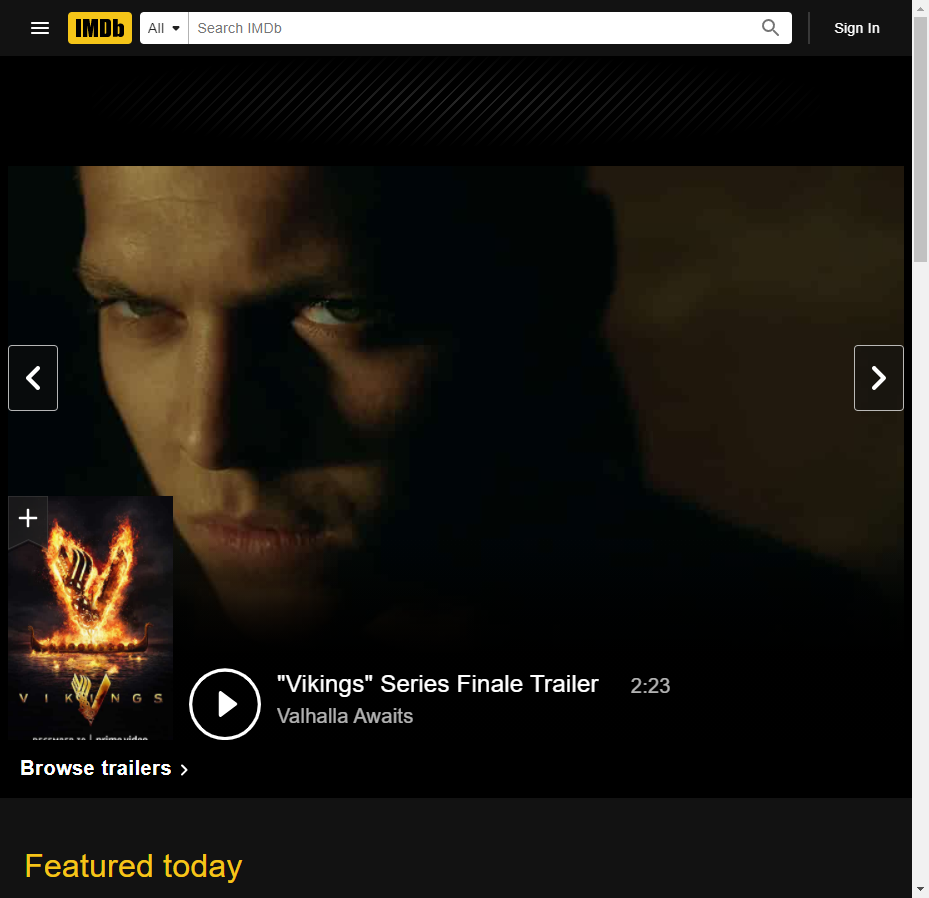 IMDb
All
Search IMDb
Sign In
VIKINGS
DECEMBER 30 | prime video
"Vikings" Series Finale Trailer 2:23
Valhalla Awaits
Browse trailers
Featured today